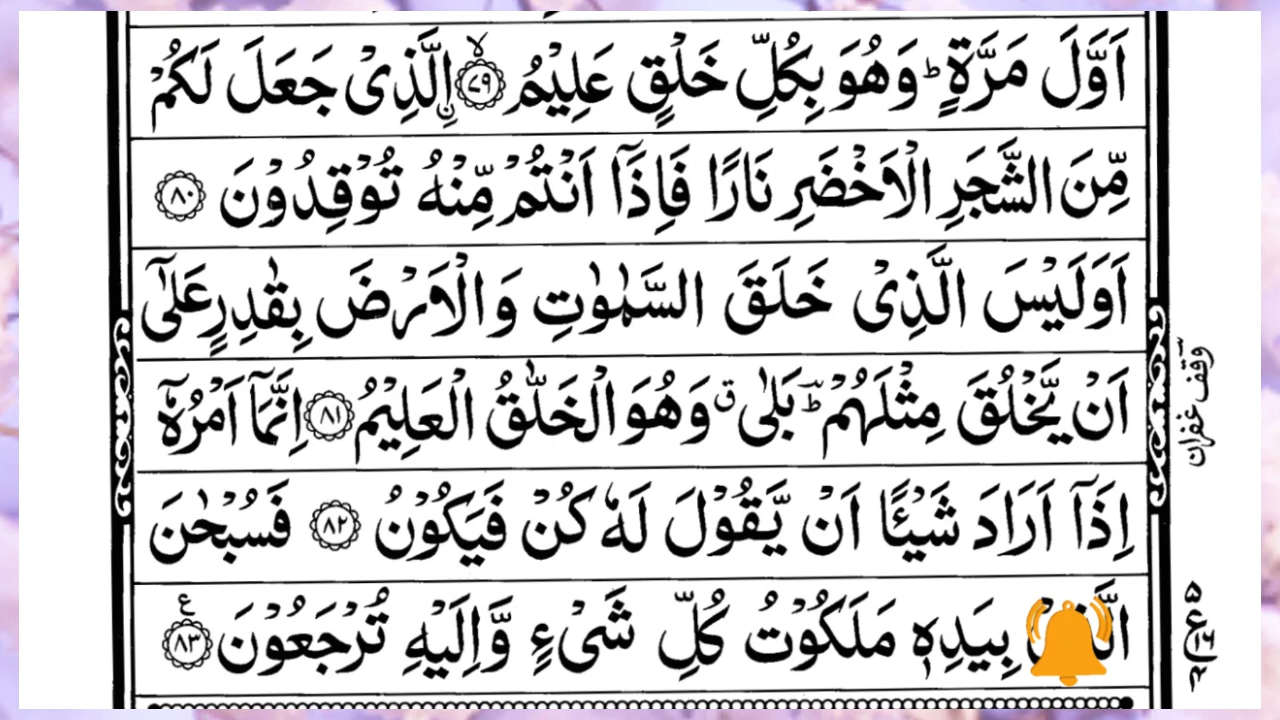 اَوَّلَ مَرَّةٍ ؕ وَهُوَ بِكُلِّ خَلْقٍ عَلِيْمُ ۙ﴿۷۹﴾ ۨالَّذِىْ جَعَلَ لَكُمْ
مِّنَ الشَّجَرِ الْاَخْضَرِ نَارًا فَاِذَاۤ اَنْتُمْ مِّنْهُ تُوْقِدُوْنَ ﴿۸۰﴾
اَوَلَيْسَ الَّذِىْ خَلَقَ السَّمٰوٰتِ وَالْاَرْضَ بِقٰدِرٍ عَلٰٓى
اَنْ يَّخْلُقَ مِثْلَهُمْ ؕ بَلٰى ق وَهُوَ الْخَلّٰقُ الْعَلِيْمُ ﴿۸۱﴾ اِنَّمَاۤ اَمْرُهٗۤ
اِذَاۤ اَرَادَ شَيْـًٔا اَنْ يَّقُوْلَ لَهٗ كُنْ فَيَكُوْنُ ﴿۸۲﴾ فَسُبْحٰنَ
بِيَدِهٖ مَلَكُوْتُ كُلِّ شَىْءٍ وَّاِلَيْهِ تُرْجَعُوْنَ ﴿۸۳﴾ ع
وقف غفران